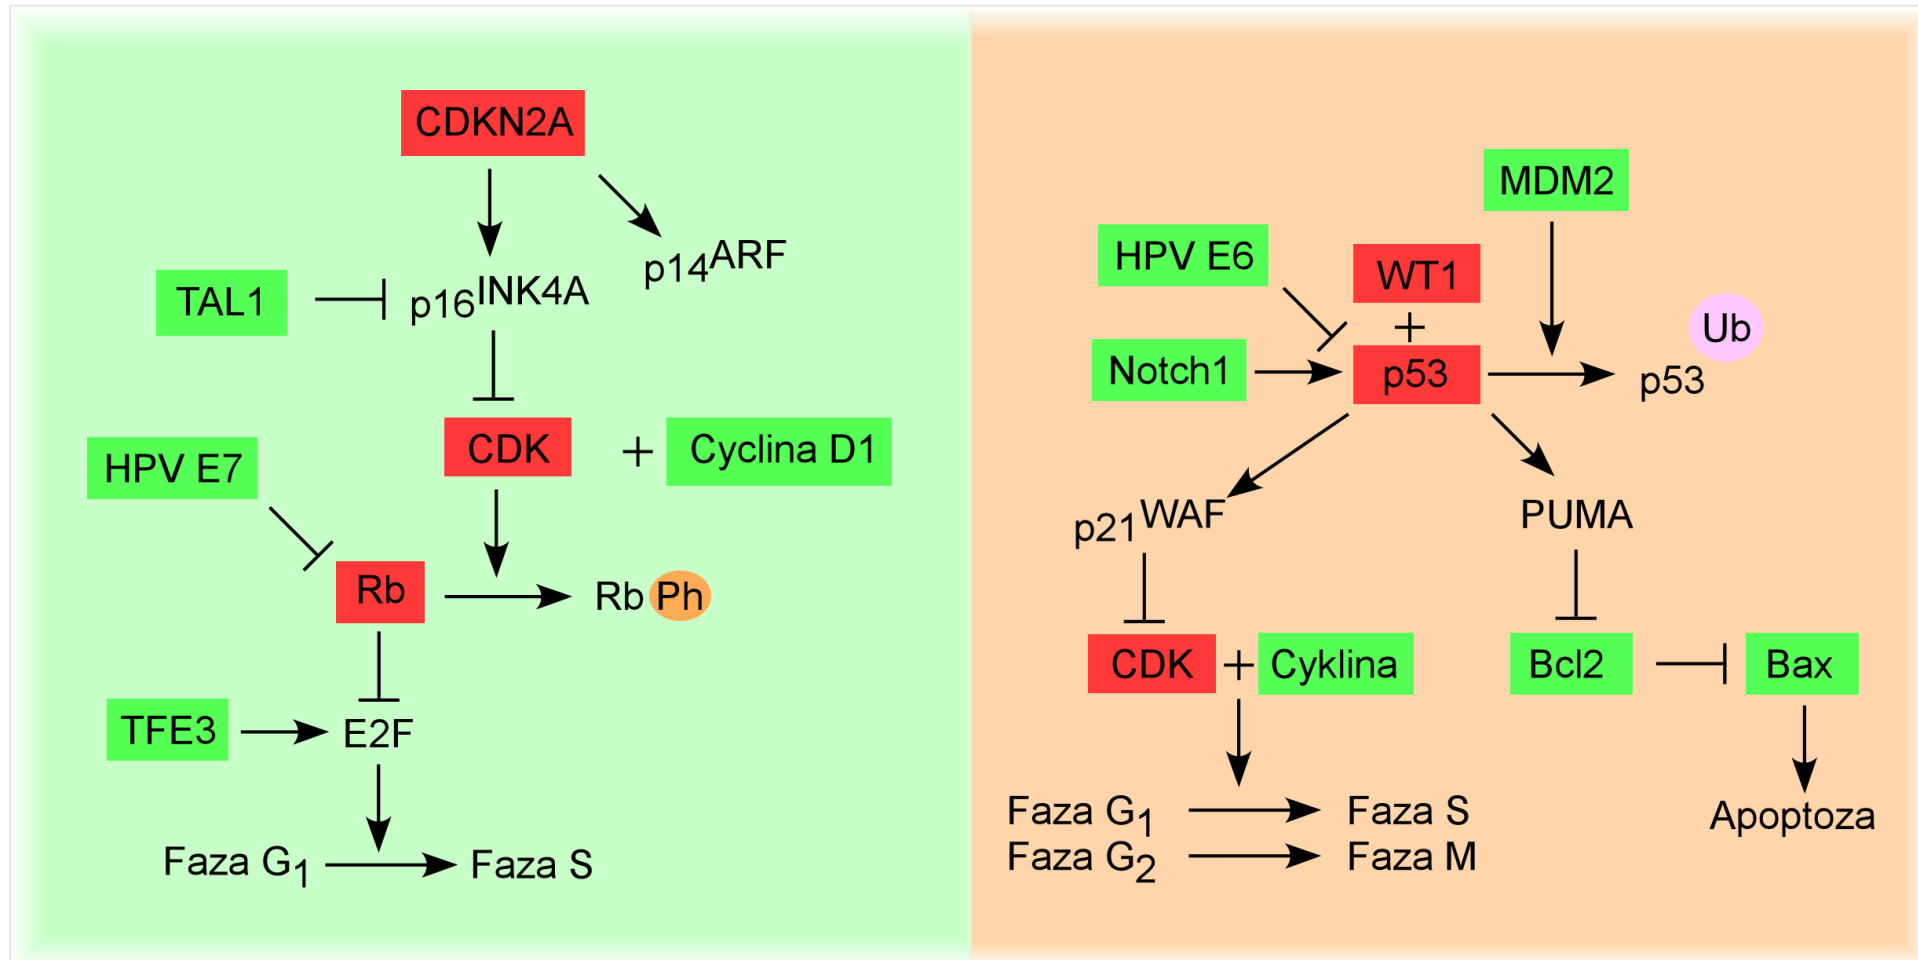 CDKN2A
p14ARF
TAL1
p16INK4A
CDK + Cyclina D1
HPV E7
Rb
Rb Ph
TFE3
E2F
Faza G1
Faza S
MDM2
HPV E6
WT1
+
Ub
Notch1
p53
p53
p21WAF
PUMA
CDK + Cyklina
Bcl2
Bax
Faza G1
Faza S
Faza G2
Faza M
Apoptoza